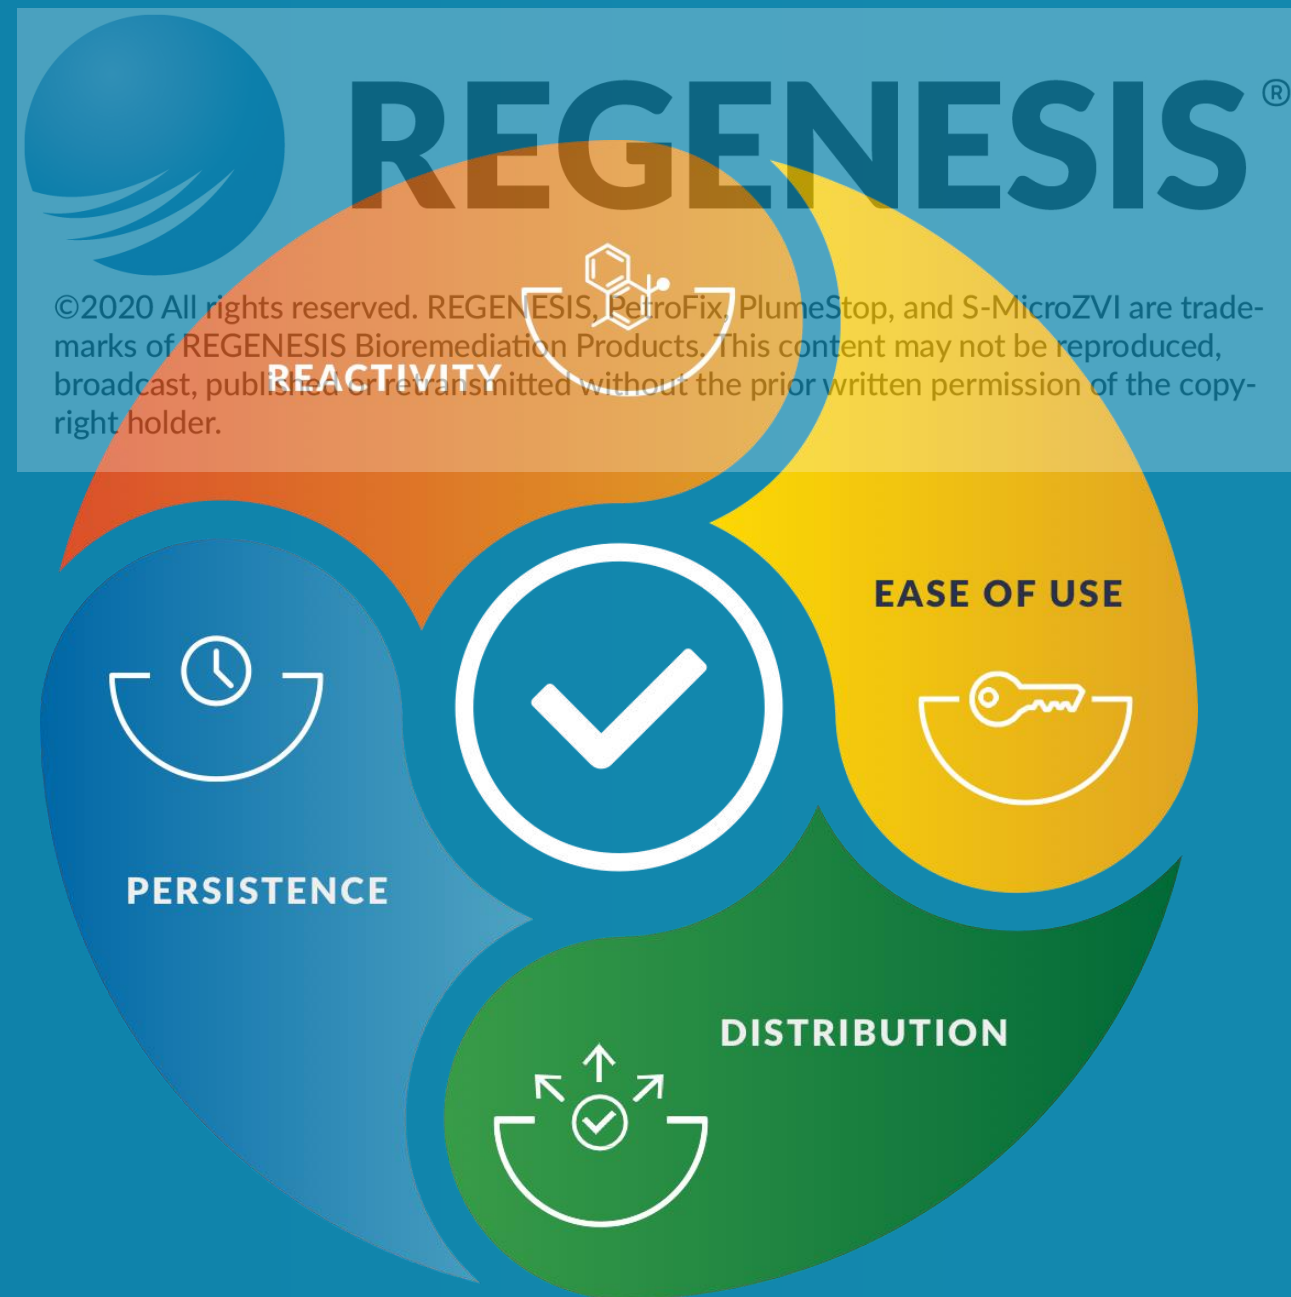 REGENESIS®
©2020 All rights reserved. REGENESIS, PetroFix, PlumeStop, and S-MicroZVI are trade-
marks of REGENESIS Bioremediation Products. This content may not be reproduced,
broadcast, published or retransmitted without the prior written permission of the copy-
right holder.
REACTIVITY
EASE OF USE
PERSISTENCE
DISTRIBUTION